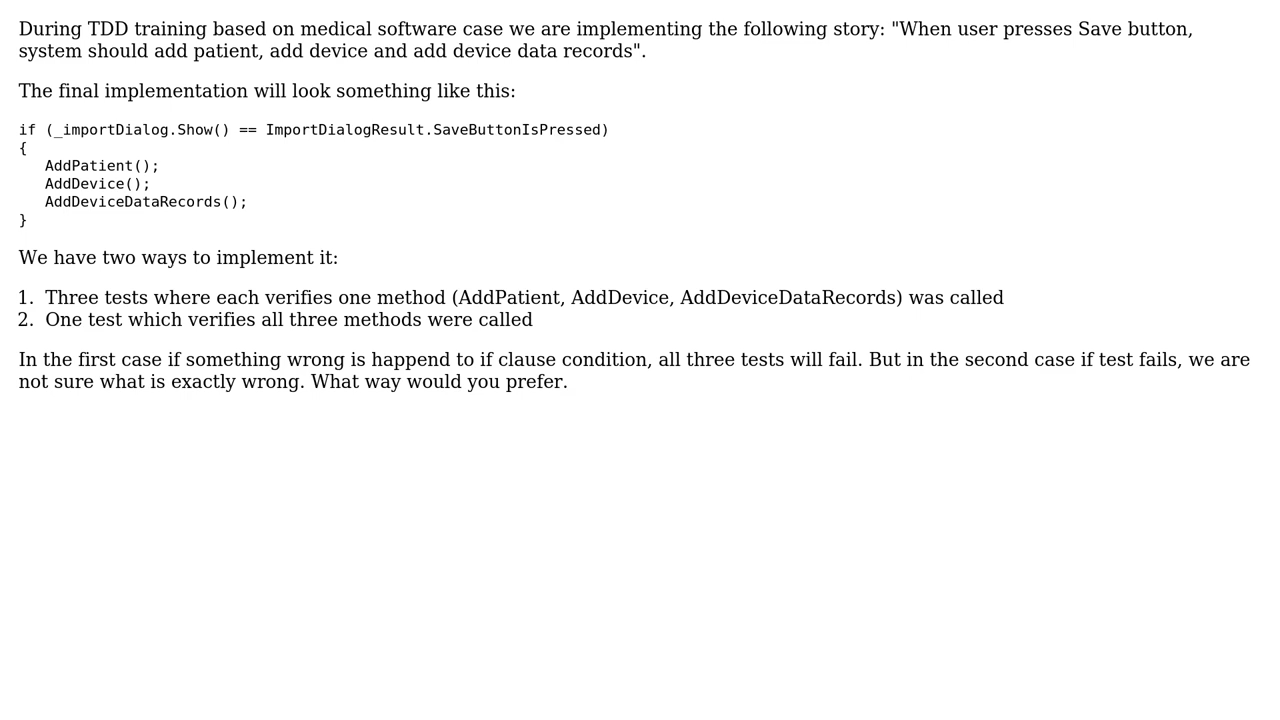 During TDD training based on medical software case we are implementing the following story: "When user presses Save button,
system should add patient, add device and add device data records".
The final implementation will look something like this:
if (_importDialog.Show() == ImportDialogResult.SaveButtonIsPressed)
{
   AddPatient();
   AddDevice();
   AddDeviceDataRecords();
}
We have two ways to implement it:
1. Three tests where each verifies one method (AddPatient, AddDevice, AddDeviceDataRecords) was called
2. One test which verifies all three methods were called
In the first case if something wrong is happend to if clause condition, all three tests will fail. But in the second case if test fails, we are
not sure what is exactly wrong. What way would you prefer.